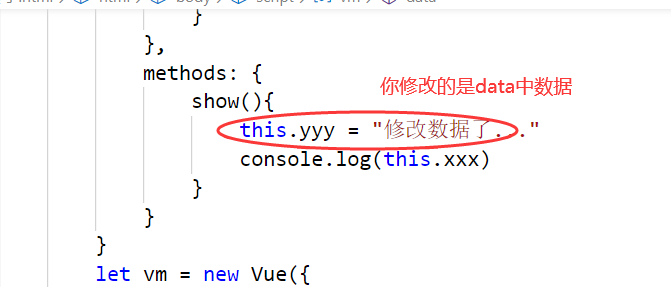 }
},
methods: {
你修改的是data中数据
show(){
this.yyy = "修改数据了..."
console.log(this.xxx)
}
}
}
let vm = new Vue({